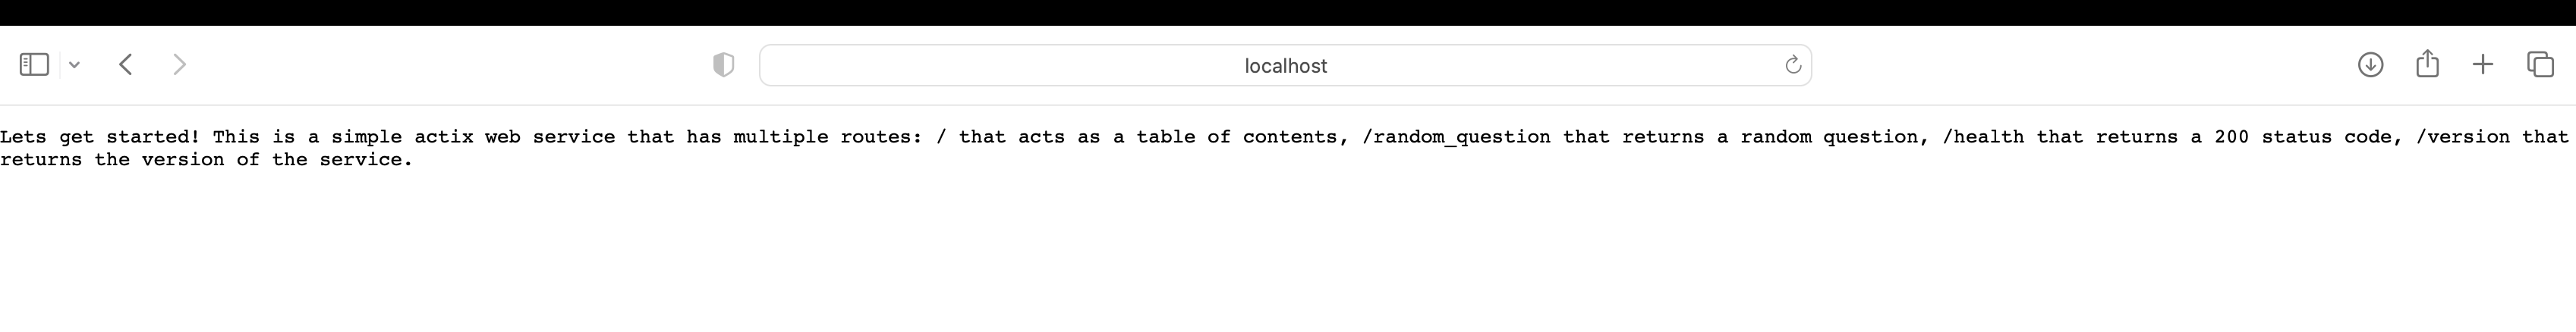 localhost
Lets get started! This is a simple actix web service that has multiple routes: / that acts as a table of contents, /random_question that returns a random question, /health that returns a 200 status code, /version that
returns the version of the service.